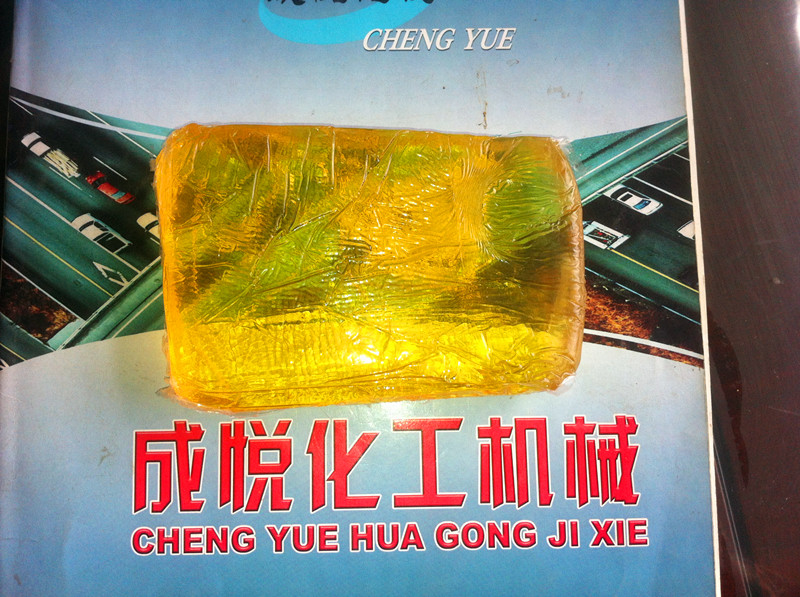 CHENG YUE
成悦化工机械
CHENG YUE HUA GONG JI XIE